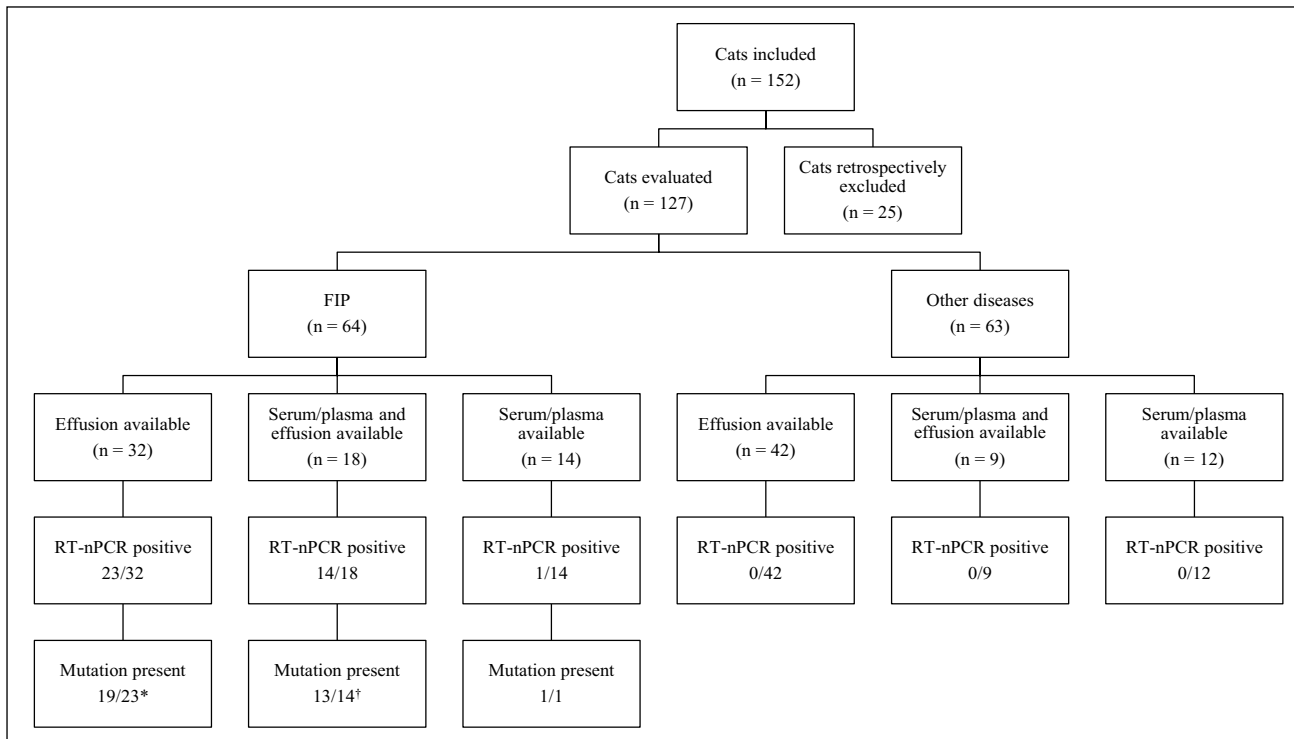 Cats included
(n = 152)
Cats evaluated
(n = 127)
Cats retrospectively
excluded
(n = 25)
FIP
(n = 64)
Other diseases
(n = 63)
Effusion available
(n = 32)
Serum/plasma and
effusion available
(n = 18)
Serum/plasma
available
(n = 14)
Effusion available
(n = 42)
Serum/plasma and
effusion available
(n = 9)
Serum/plasma
available
(n = 12)
RT-nPCR positive
23/32
RT-nPCR positive
14/18
RT-nPCR positive
1/14
RT-nPCR positive
0/42
RT-nPCR positive
0/9
RT-nPCR positive
0/12
Mutation present
19/23*
Mutation present
13/14†
Mutation present
1/1